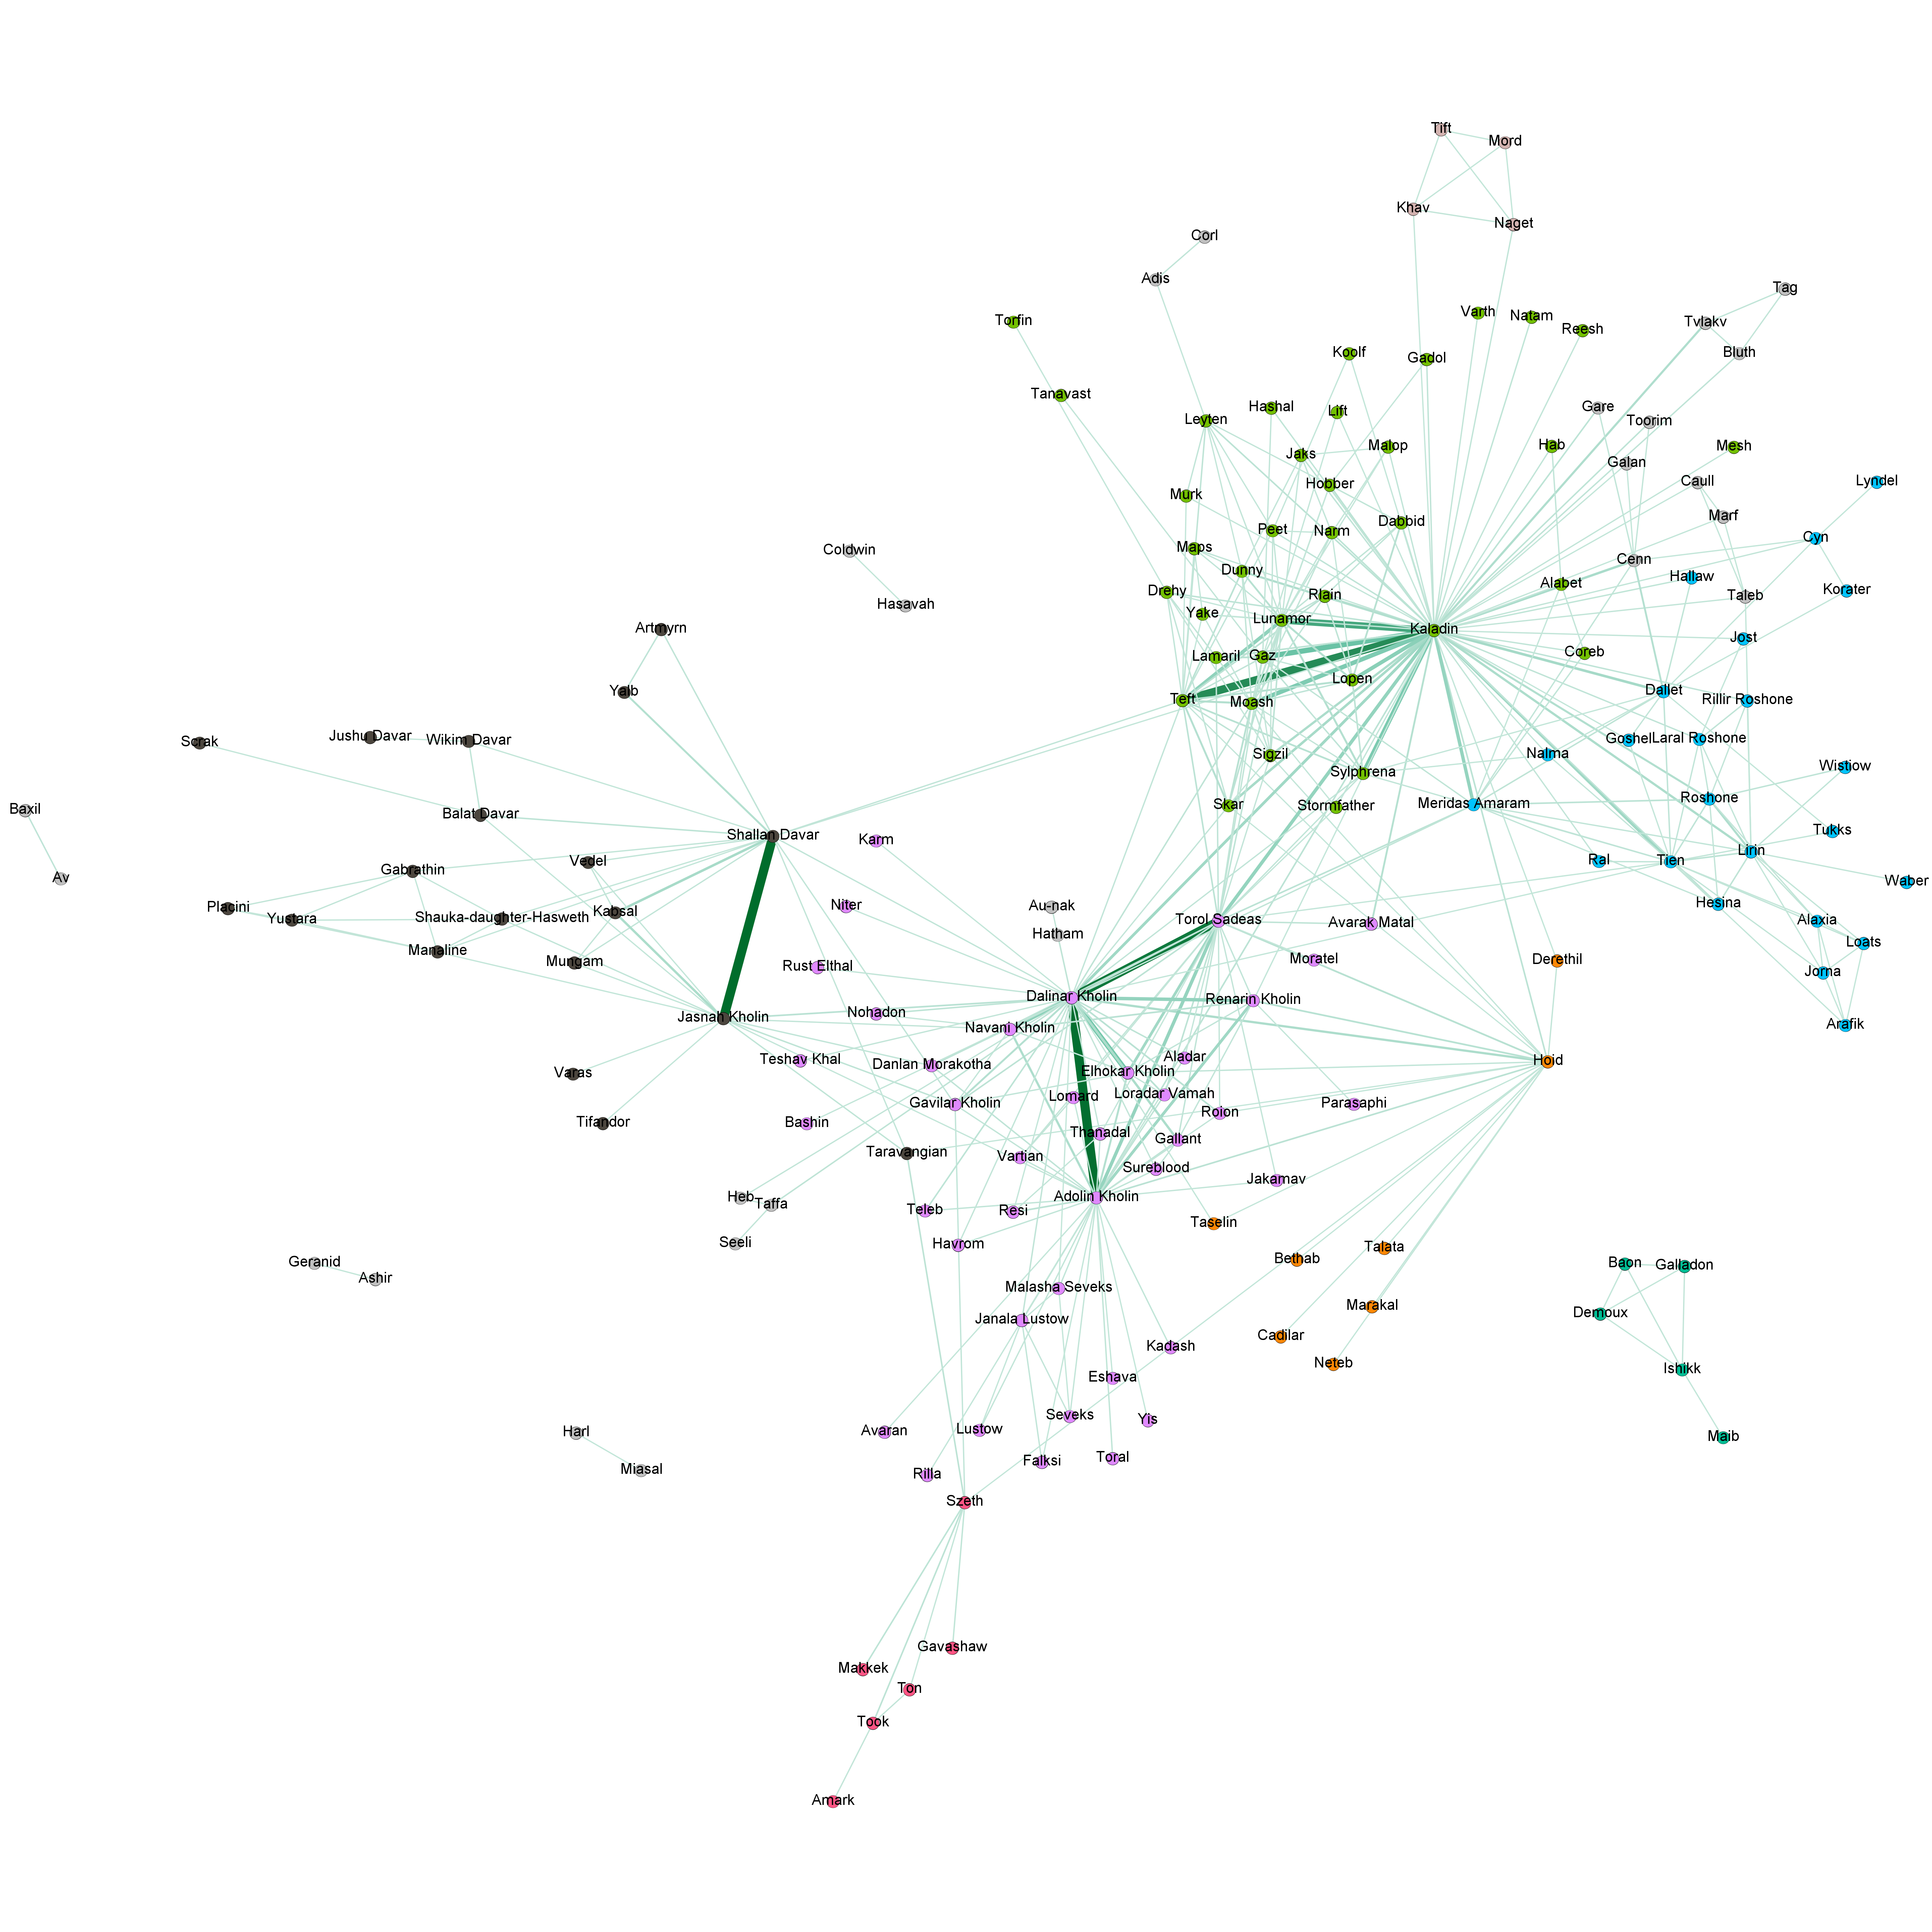 Tift
Mord
Khav
Naget
Corl
Adis
Tag
Torfin
Varth
Natam
Reesh
Tvlakv
Koolf
Gadol
Bluth
Tanavast
Leyten
Hashal
Lift
Gare
Toorim
Jaks
Malop
Hab
Mesh
Galan
Hobber
Caull
Lyndel
Murk
Marf
Peet
Narm
Dabbid
Cyn
Coldwin
Maps
Dunny
Cenn
Drehy
Rlain
Alabet
Hallaw
Korater
Taleb
Hasavah
Yake
Lunamor
Artmyrn
Kaladin
Jost
Lamaril
Gaz
Coreb
Yalb
Teft
Moash
Lopen
Dallet
Rillir Roshone
Scrak
Jushu Davar
Wikim Davar
Sigzil
Goshel
Laral Roshone
Sylphrena
Nalma
Wistiow
Baxil
Balat Davar
Skar
Stormfather
Meridas Amaram
Roshone
Shallan Davar
Karm
Tukks
Av
Gabrathin
Vedel
Ral
Tien
Lirin
Waber
Placini
Yustara
Shauka-daughter-Hasweth
Kabsal
Niter
Au-nak
Torol Sadeas
Avarak Matal
Hesina
Alaxia
Manaline
Mungam
Hatham
Loats
Rust Elthal
Moratel
Derethil
Jorna
Dalinar Kholin
Renarin Kholin
Jasnah Kholin
Nohadon
Navani Kholin
Arafik
Teshav Khal
Danlan Morakotha
Aladar
Hoid
Varas
Elhokar Kholin
Gavilar Kholin
Lomard
Loradar Vamah
Roion
Parasaphi
Tifandor
Bashin
Thanadal
Gallant
Taravangian
Vartian
Sureblood
Jakamav
Heb
Taffa
Adolin Kholin
Teleb
Resi
Taselin
Seeli
Havrom
Talata
Geranid
Ashir
Bethab
Baon
Galladon
Malasha Seveks
Janala Lustow
Marakal
Demoux
Cadilar
Kadash
Neteb
Eshava
Ishikk
Harl
Avaran
Lustow
Seveks
Yis
Maib
Miasal
Rilla
Falksi
Toral
Szeth
Gavashaw
Makkek
Ton
Took
Amark